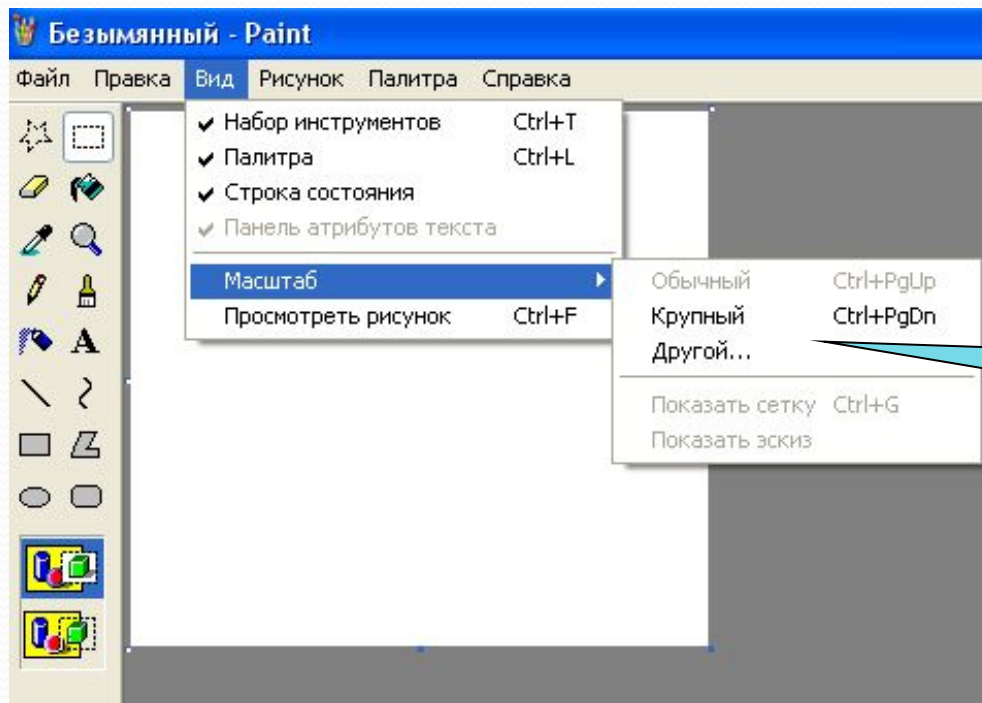 Безымянный - Paint
Файл Правка Вид Рисунок Палитра Справка
Набор инструментов Ctrl+T
Палитра Ctrl+L
Строка состояния
Панель атрибутов текста
Масштаб
Просмотреть рисунок Ctrl+F
Обычный Ctrl+PgUp
Крупный Ctrl+PgDn
Другой...
Показать сетку Ctrl+G
Показать эскиз
A